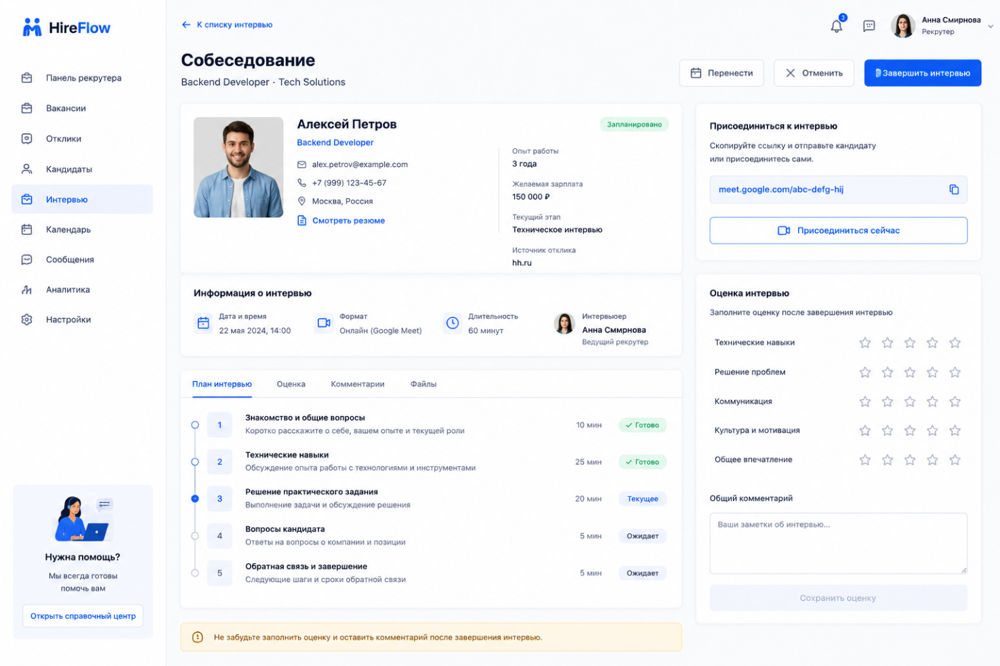 HireFlow
Панель рекрутера
Вакансии
Отклики
Кандидаты
Интервью
Календарь
Сообщения
Аналитика
Настройки
Нужна помощь?
Мы всегда готовы
помочь вам
Открыть справочный центр
К списку интервью
3
Анна Смирнова
Рекрутер
Собеседование
Backend Developer · Tech Solutions
Перенести
Отменить
Завершить интервью
Алексей Петров
Backend Developer
alex.petrov@example.com
+7 (999) 123-45-67
Москва, Россия
Смотреть резюме
Запланировано
Опыт работы
3 года
Желаемая зарплата
150 000 ₽
Текущий этап
Техническое интервью
Источник отклика
hh.ru
Информация о интервью
Дата и время
22 мая 2024, 14:00
Формат
Онлайн (Google Meet)
Длительность
60 минут
Интервьюер
Анна Сммрнова
Ведущий рекрутер
План интервью
Оценка
Комментарии
Файлы
1
Знакомство и общие вопросы
Коротко расскажите о себе, вашем опыте и текущей роли
10 мин
Готово
2
Технические навыки
Обсуждение опыта работы с технологиями и инструментами
25 мин
Готово
3
Решение практического задания
Выполнение задачи и обсуждение решения
20 мин
Текущее
4
Вопросы кандидата
Ответы на вопросы о компании и позиции
5 мин
Ожидает
5
Обратная связь и завершение
Следующие шаги и сроки обратной связи
5 мин
Ожидает
Не забудьте заполнить оценку и оставить комментарий после завершения интервью.
Присоединиться к интервью
Скопируйте ссылку и отправьте кандидату
или присоединитесь сами.
meet.google.com/abc-defg-hij
Присоединиться сейчас
Оценка интервью
Заполните оценку после завершения интервью
Технические навыки
Решение проблем
Коммуникация
Культура и мотивация
Общее впечатление
Общий комментарий
Ваши заметки об интервью...
Сохранить оценку